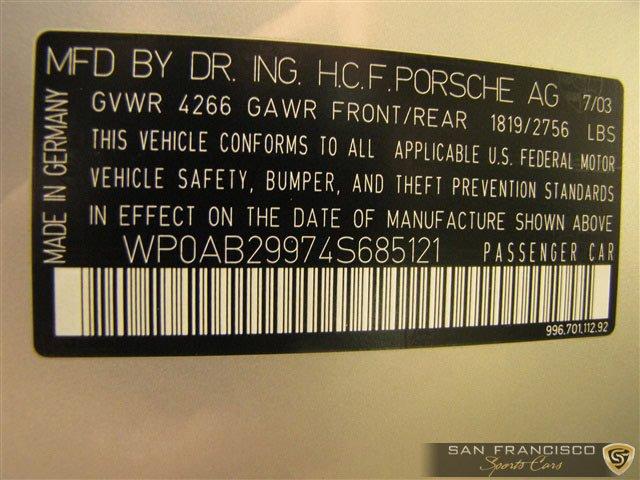 MFD BY DR. ING. H.C.F. PORSCHE AG 7/03
GVWR 4266 GAWR FRONT/REAR 1819/2756 LBS
THIS VEHICLE CONFORMS TO ALL APPLICABLE U.S. FEDERAL MOTOR
VEHICLE SAFETY, BUMPER, AND THEFT PREVENTION STANDARDS
IN EFFECT ON THE DATE OF MANUFACTURE SHOWN ABOVE
WP0AB29974S685121 PASSENGER CAR
MADE IN GERMANY
996.701.112.92
SAN FRANCISCO
Sports Cars